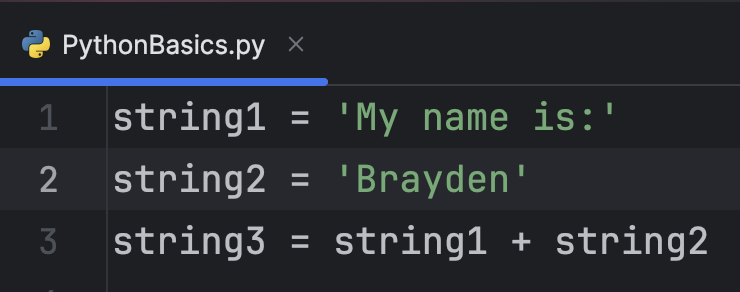 PythonBasics.py ×
1 string1 = 'My name is:'
2 string2 = 'Brayden'
3 string3 = string1 + string2